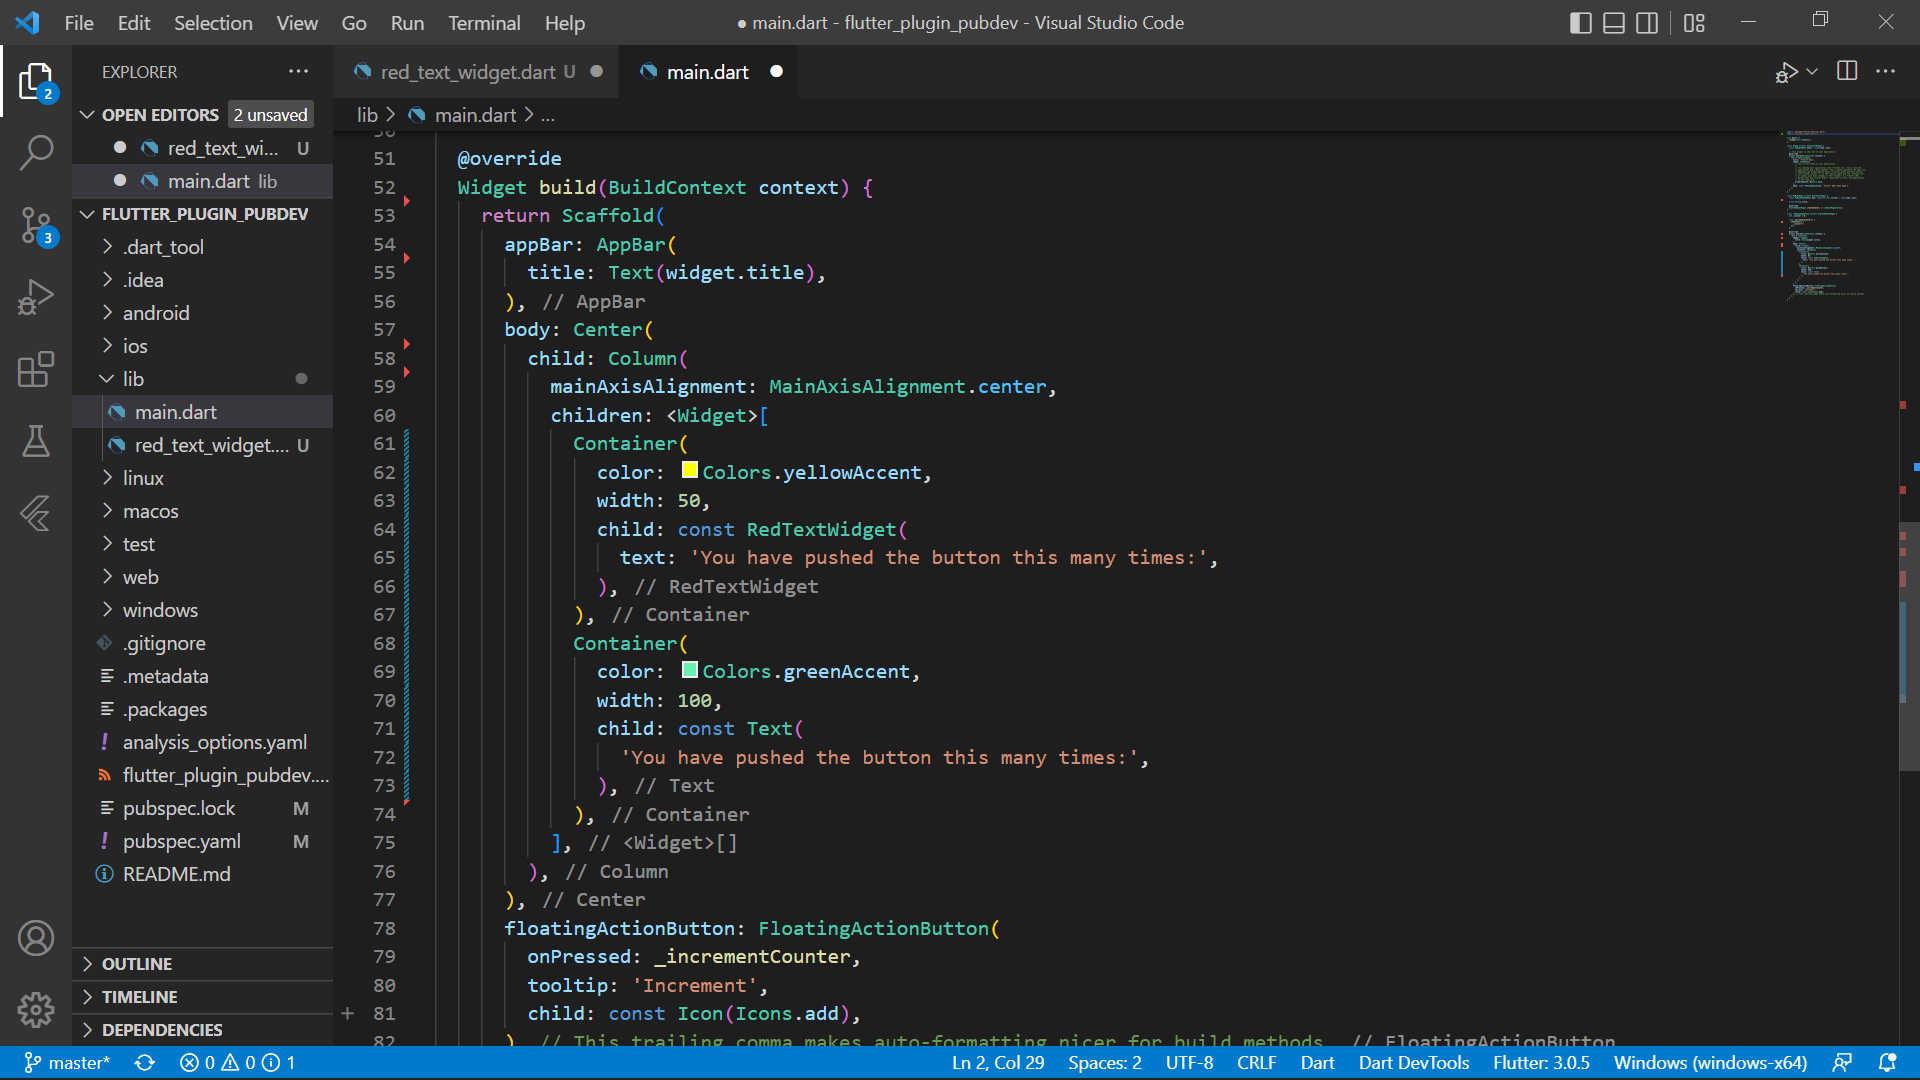 File Edit Selection View Go Run Terminal Help
● main.dart - flutter_plugin_pubdev - Visual Studio Code
EXPLORER
OPEN EDITORS 2 unsaved
red_text_wi... U
main.dart lib
FLUTTER_PLUGIN_PUBDEV
.dart_tool
.idea
android
ios
lib
main.dart
red_text_widget.... U
linux
macos
test
web
windows
.gitignore
.metadata
.packages
analysis_options.yaml
flutter_plugin_pubdev....
pubspec.lock M
pubspec.yaml M
README.md
OUTLINE
TIMELINE
DEPENDENCIES
2
3
red_text_widget.dart U
main.dart
lib > main.dart > ...
50
51 @override
52 Widget build(BuildContext context) {
53 return Scaffold(
54 appBar: AppBar(
55 title: Text(widget.title),
56 ), // AppBar
57 body: Center(
58 child: Column(
59 mainAxisAlignment: MainAxisAlignment.center,
60 children: <Widget>[
61 Container(
62 color: Colors.yellowAccent,
63 width: 50,
64 child: const RedTextWidget(
65 text: 'You have pushed the button this many times:',
66 ), // RedTextWidget
67 ), // Container
68 Container(
69 color: Colors.greenAccent,
70 width: 100,
71 child: const Text(
72 'You have pushed the button this many times:',
73 ), // Text
74 ), // Container
75 ], // <Widget>[]
76 ), // Column
77 ), // Center
78 floatingActionButton: FloatingActionButton(
79 onPressed: _incrementCounter,
80 tooltip: 'Increment',
81 child: const Icon(Icons.add),
82 ), // This trailing comma makes auto-formatting nicer for build methods. // FloatingActionButton
master* 0 0 1
Ln 2, Col 29 Spaces: 2 UTF-8 CRLF Dart Dart DevTools Flutter: 3.0.5 Windows (windows-x64)